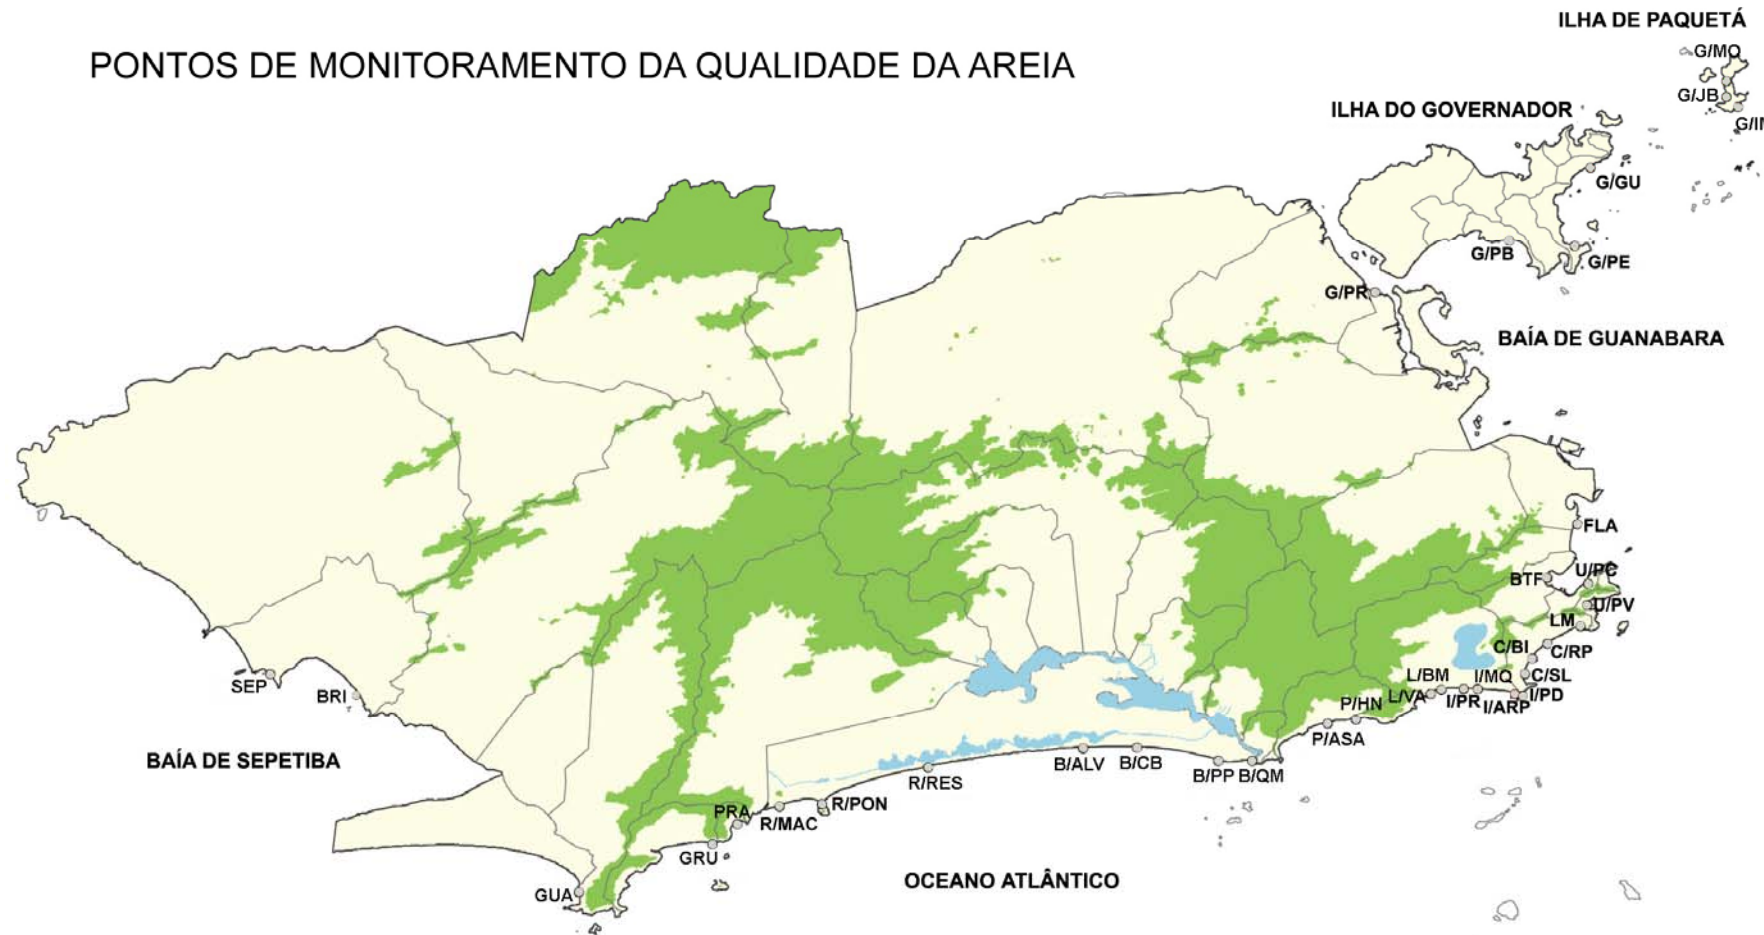 ILHA DE PAQUETÁ
G/MO
PONTOS DE MONITORAMENTO DA QUALIDADE DA AREIA
G/JB
ILHA DO GOVERNADOR
G/GU
G/PB
G/PE
G/PR
BAÍA DE GUANABARA
FLA
BTF
U/PC
U/PV
LM
C/BI
C/RP
L/BM
I/MQ
C/SL
SEP
BRI
P/HN
L/VA
I/PR
I/ARP
I/PD
P/ASA
BAÍA DE SEPETIBA
B/ALV
B/CB
B/PP
B/QM
R/RES
PRA
R/MAC
R/PON
GRU
OCEANO ATLÂNTICO
GUA